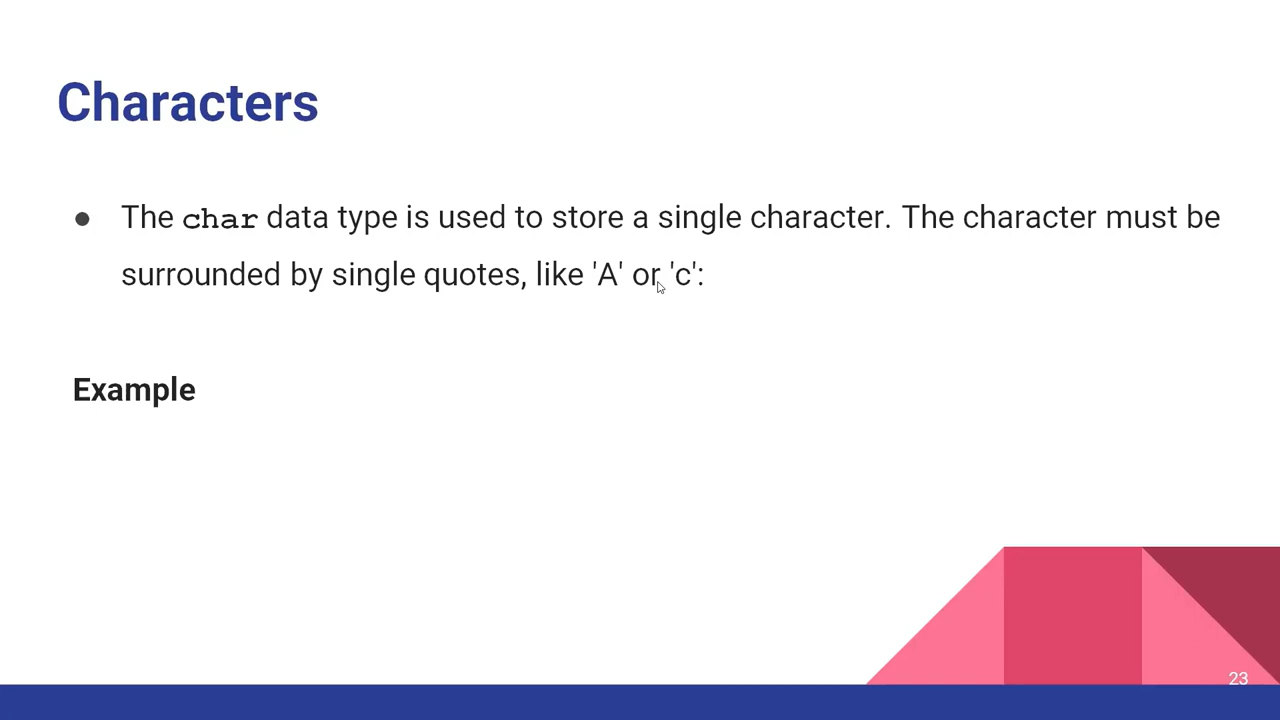 Characters
● The char data type is used to store a single character. The character must be
surrounded by single quotes, like 'A' or 'c':
Example
23